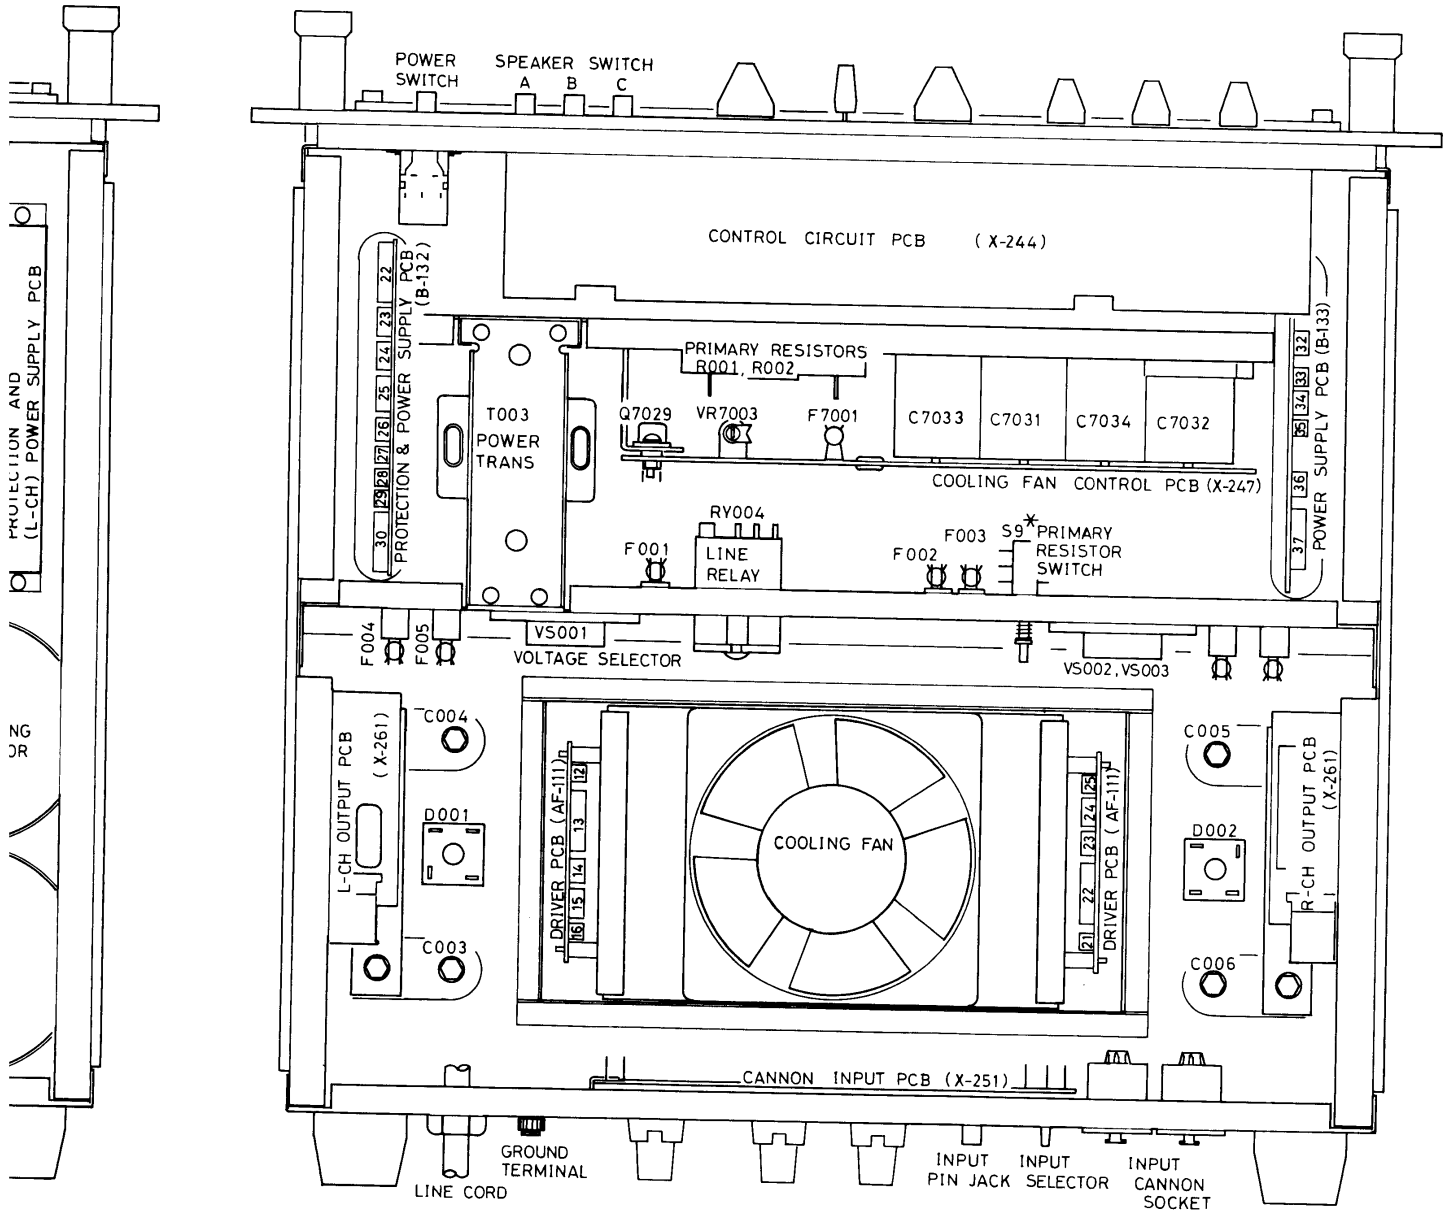 POWER
SWITCH
SPEAKER SWITCH
A B C
CONTROL CIRCUIT PCB (X-244)
PROTECTION AND
(L-CH) POWER SUPPLY PCB
22
23
24
25
26
27
28
29
30
PROTECTION & POWER SUPPLY PCB
(B-132)
T003
POWER
TRANS
PRIMARY RESISTORS
R001, R002
Q7029
VR7003
F7001
C7033
C7031
C7034
C7032
COOLING FAN CONTROL PCB (X-247)
32
33
34
35
36
37
POWER SUPPLY PCB (B-133)
F001
RY004
LINE
RELAY
F002
F003
S9* PRIMARY
RESISTOR
SWITCH
F004
F005
VS001
VOLTAGE SELECTOR
VS002, VS003
NG
OR
L-CH OUTPUT PCB
(X-261)
C004
D001
C003
DRIVER PCB (AF-111)
12
13
14
15
16
COOLING FAN
25
24
23
22
21
DRIVER PCB (AF-111)
C005
D002
C006
R-CH OUTPUT PCB
(X-261)
CANNON INPUT PCB (X-251)
LINE CORD
GROUND
TERMINAL
INPUT
PIN JACK
INPUT
SELECTOR
INPUT
CANNON
SOCKET